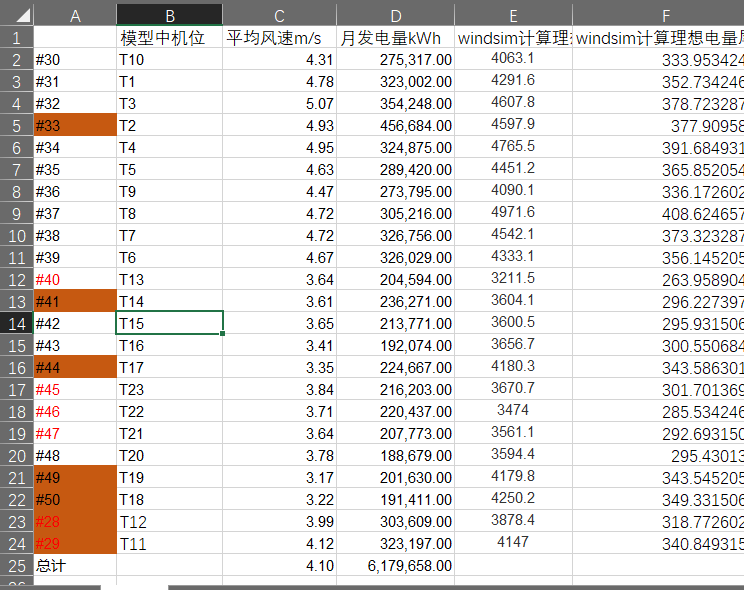 A B C D E F
1 模型中机位 平均风速m/s 月发电量kWh windsim计算理 windsim计算理想电量
2 #30 T10 4.31 275,317.00 4063.1 333.953424
3 #31 T1 4.78 323,002.00 4291.6 352.734246
4 #32 T3 5.07 354,248.00 4607.8 378.723287
5 #33 T2 4.93 456,684.00 4597.9 377.90958
6 #34 T4 4.95 324,875.00 4765.5 391.684931
7 #35 T5 4.63 289,420.00 4451.2 365.852054
8 #36 T9 4.47 273,795.00 4090.1 336.172602
9 #37 T8 4.72 305,216.00 4971.6 408.624657
10 #38 T7 4.72 326,756.00 4542.1 373.323287
11 #39 T6 4.67 326,029.00 4333.1 356.145205
12 #40 T13 3.64 204,594.00 3211.5 263.958904
13 #41 T14 3.61 236,271.00 3604.1 296.227397
14 #42 T15 3.65 213,771.00 3600.5 295.931506
15 #43 T16 3.41 192,074.00 3656.7 300.550684
16 #44 T17 3.35 224,667.00 4180.3 343.586301
17 #45 T23 3.84 216,203.00 3670.7 301.701369
18 #46 T22 3.71 220,437.00 3474 285.534246
19 #47 T21 3.64 207,773.00 3561.1 292.693150
20 #48 T20 3.78 188,679.00 3594.4 295.43013
21 #49 T19 3.17 201,630.00 4179.8 343.545205
22 #50 T18 3.22 191,411.00 4250.2 349.331506
23 #28 T12 3.99 303,609.00 3878.4 318.772602
24 #29 T11 4.12 323,197.00 4147 340.849315
25 总计 4.10 6,179,658.00